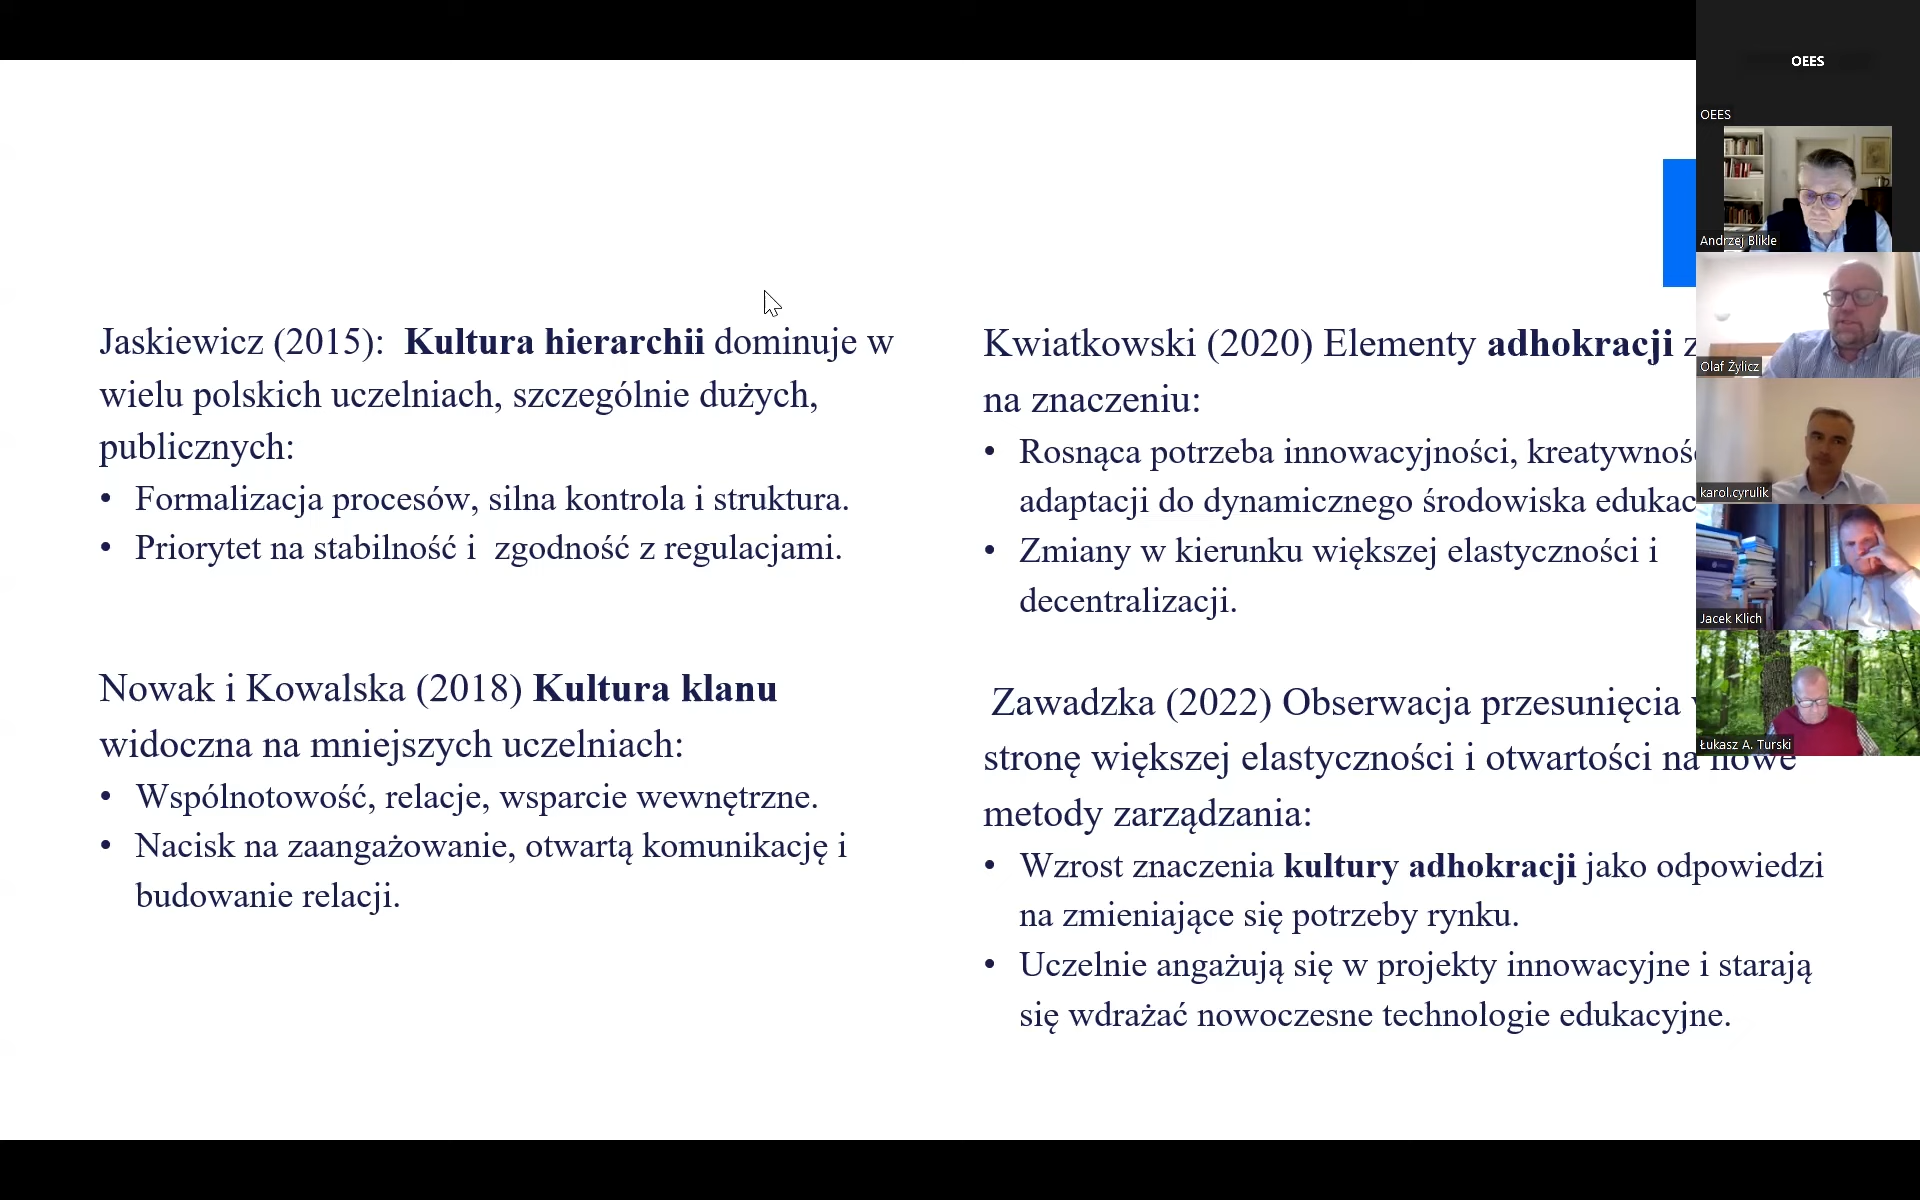 Jaskiewicz (2015): Kultura hierarchii dominuje w
wielu polskich uczelniach, szczególnie dużych,
publicznych:
• Formalizacja procesów, silna kontrola i struktura.
• Priorytet na stabilność i zgodność z regulacjami.
Nowak i Kowalska (2018) Kultura klanu
widoczna na mniejszych uczelniach:
• Wspólnotowość, relacje, wsparcie wewnętrzne.
• Nacisk na zaangażowanie, otwartą komunikację i
budowanie relacji.
Kwiatkowski (2020) Elementy adhokracji
na znaczeniu:
• Rosnąca potrzeba innowacyjności,
adaptacji do dynamicznego środowiska
• Zmiany w kierunku większej elastyczności i
decentralizacji.
Zawadzka (2022) Obserwacja przesunięcia
stronę większej elastyczności i otwartości na nowe
metody zarządzania:
• Wzrost znaczenia kultury adhokracji jako odpowiedzi
na zmieniające się potrzeby rynku.
• Uczelnie angażują się w projekty innowacyjne i starają
się wdrażać nowoczesne technologie edukacyjne.
OEES
OEES
Andrzej Blikle
Olaf Żylicz
karol.cyrulik
Jacek Klich
Łukasz A. Turski